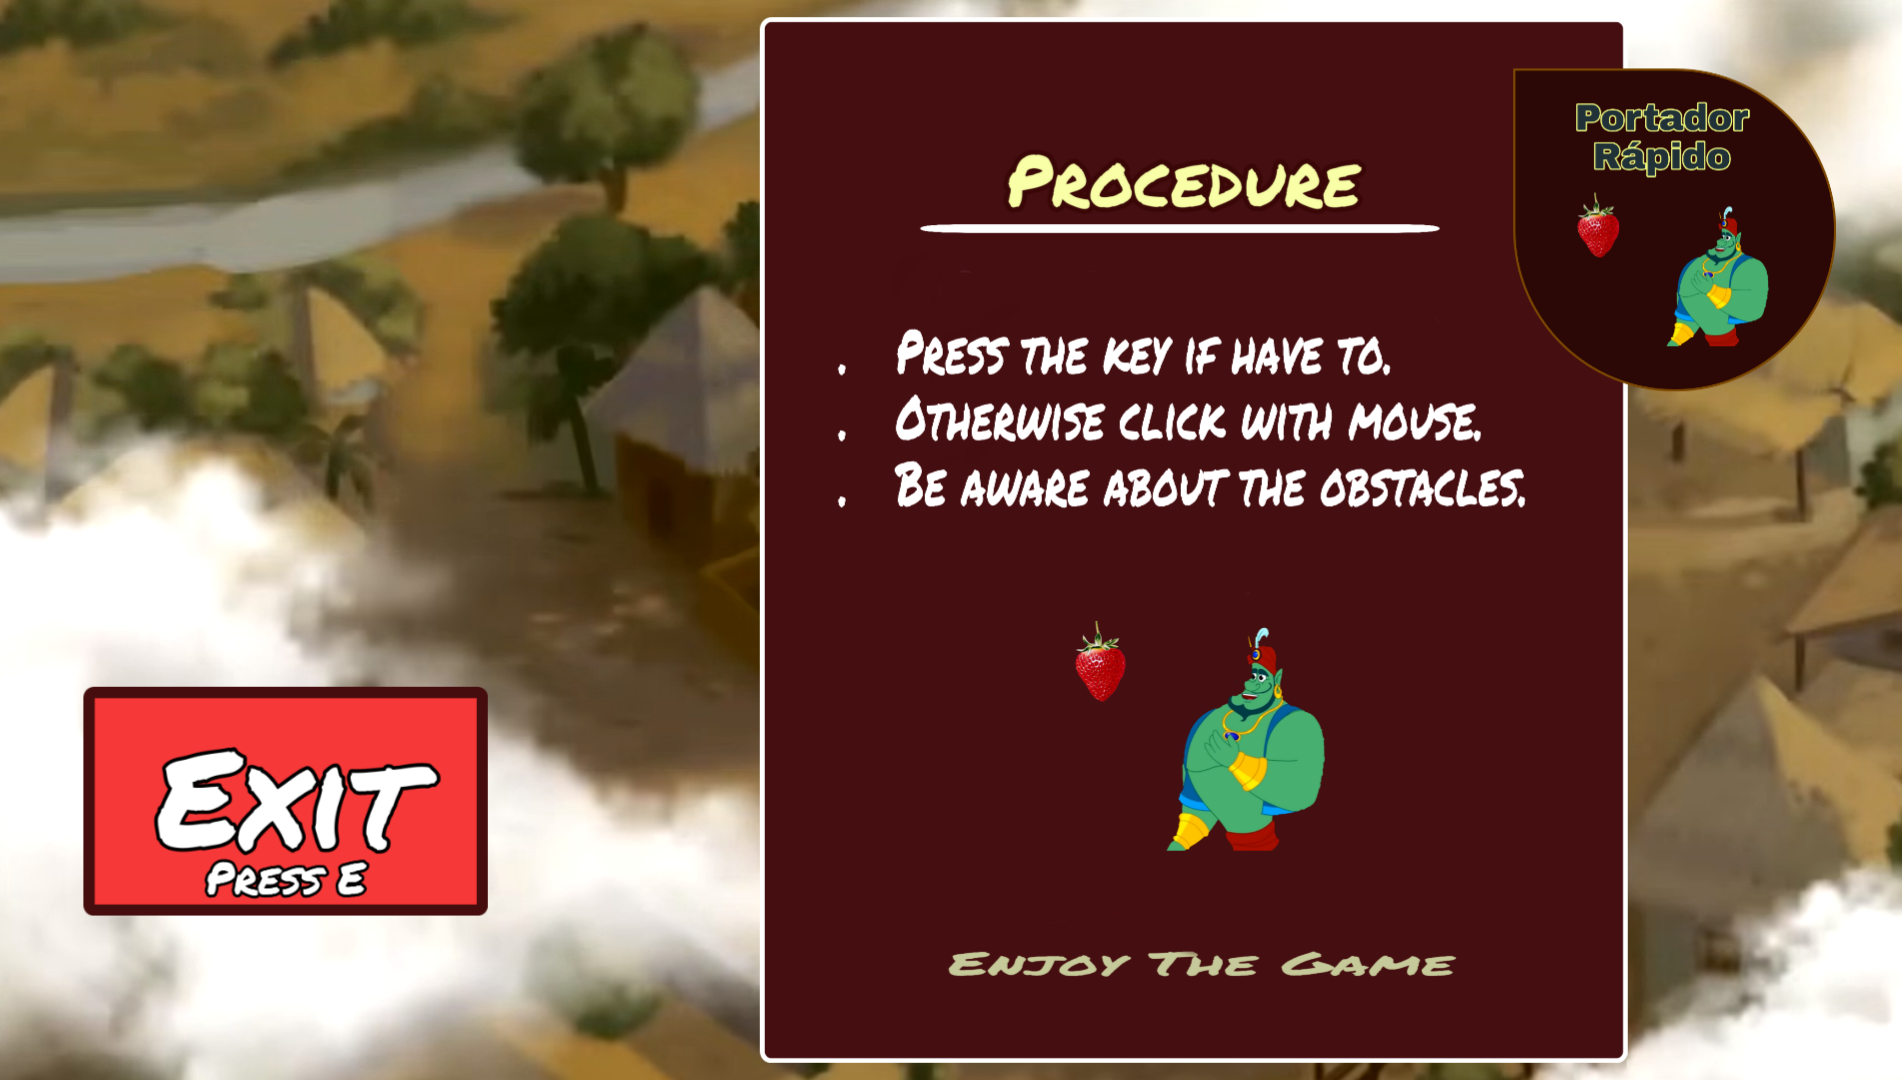 Portador
Rápido
PROCEDURE
. PRESS THE KEY IF HAVE TO.
. OTHERWISE CLICK WITH MOUSE.
. BE AWARE ABOUT THE OBSTACLES.
EXIT
PRESS E
ENJOY THE GAME